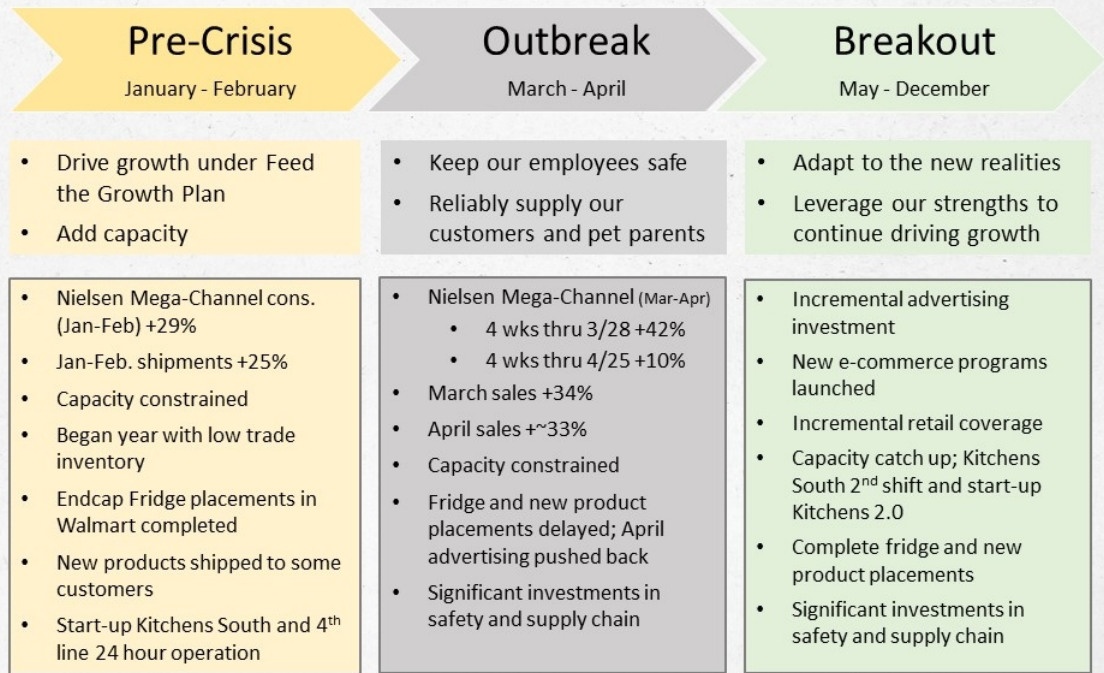 Pre-Crisis
January - February
• Drive growth under Feed
the Growth Plan
• Add capacity
• Nielsen Mega-Channel cons.
(Jan-Feb) +29%
• Jan-Feb. shipments +25%
• Capacity constrained
• Began year with low trade
inventory
• Endcap Fridge placements in
Walmart completed
• New products shipped to some
customers
• Start-up Kitchens South and 4th
line 24 hour operation
Outbreak
March - April
• Keep our employees safe
• Reliably supply our
customers and pet parents
• Nielsen Mega-Channel (Mar-Apr)
• 4 wks thru 3/28 +42%
• 4 wks thru 4/25 +10%
• March sales +34%
• April sales +~33%
• Capacity constrained
• Fridge and new product
placements delayed; April
advertising pushed back
• Significant investments in
safety and supply chain
Breakout
May - December
• Adapt to the new realities
• Leverage our strengths to
continue driving growth
• Incremental advertising
investment
• New e-commerce programs
launched
• Incremental retail coverage
• Capacity catch up; Kitchens
South 2nd shift and start-up
Kitchens 2.0
• Complete fridge and new
product placements
• Significant investments in
safety and supply chain